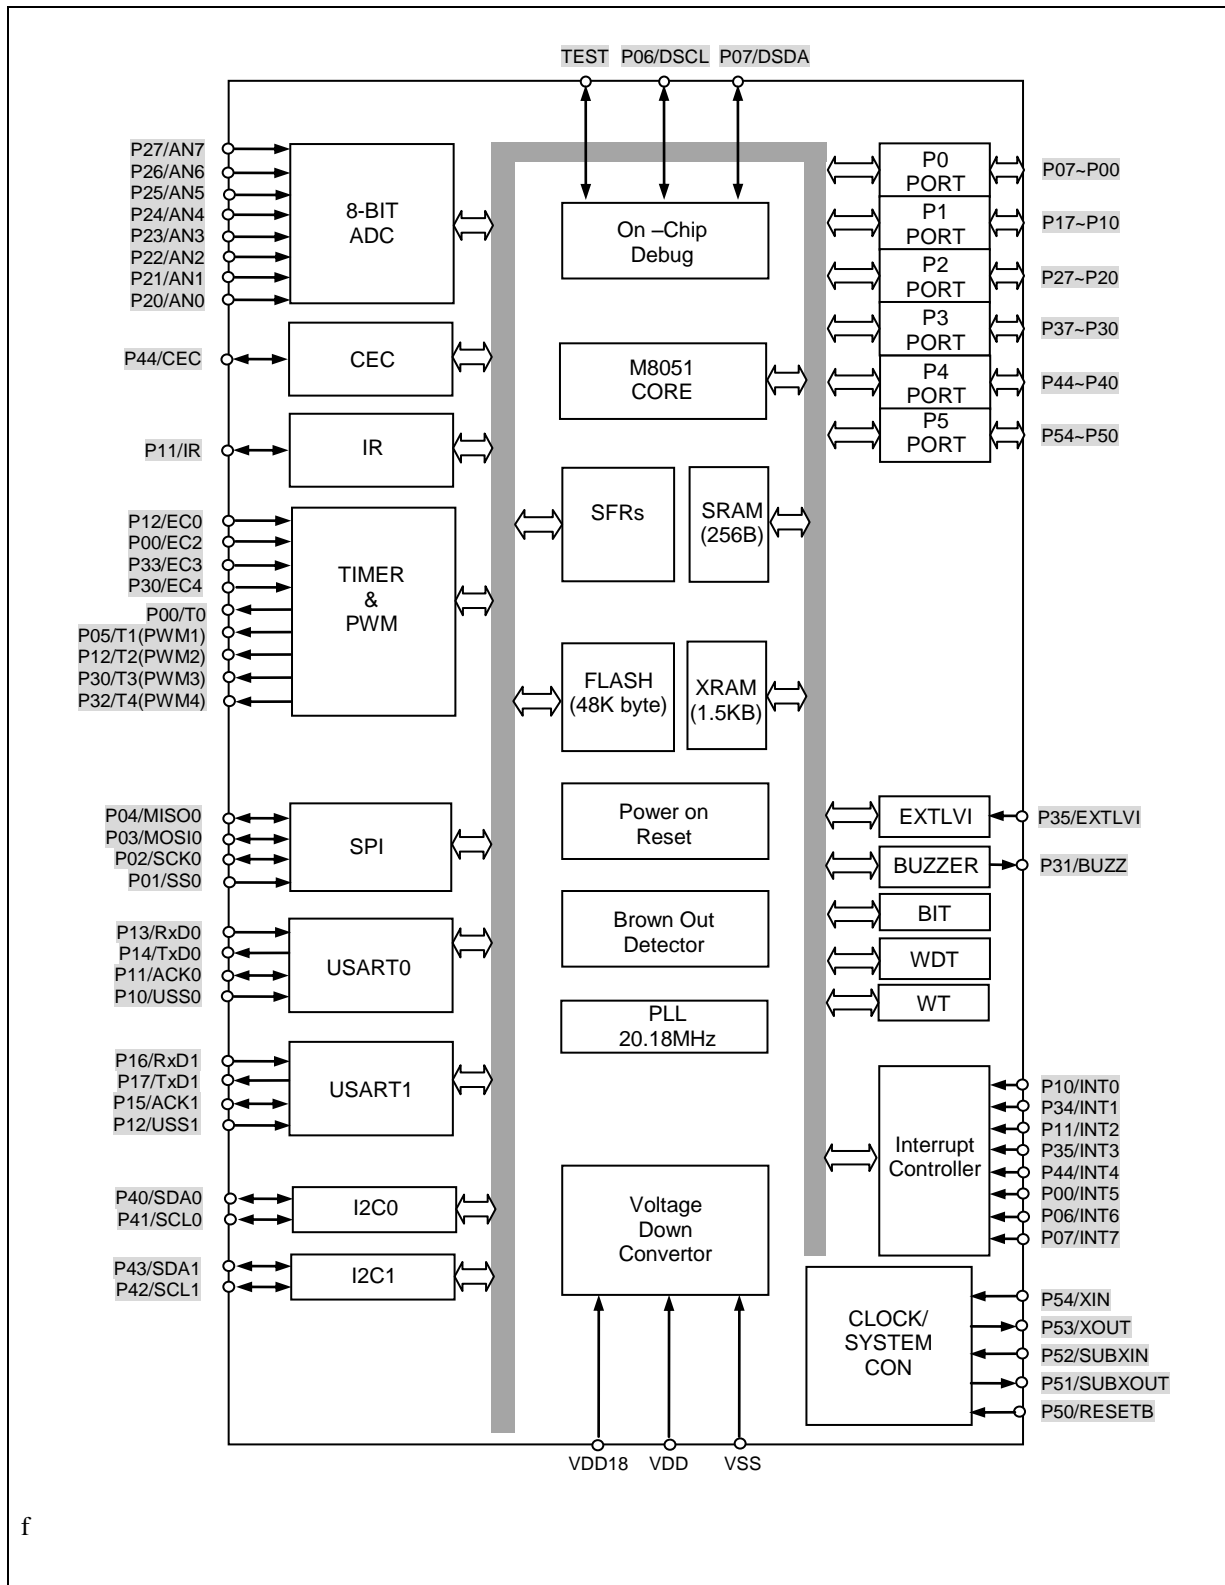 TEST P06/DSCL P07/DSDA
P27/AN7
P26/AN6
P25/AN5
P24/AN4
P23/AN3
P22/AN2
P21/AN1
P20/AN0
8-BIT
ADC
P44/CEC
CEC
P11/IR
IR
P12/EC0
P00/EC2
P33/EC3
P30/EC4
P00/T0
P05/T1(PWM1)
P12/T2(PWM2)
P30/T3(PWM3)
P32/T4(PWM4)
TIMER
&
PWM
P04/MISO0
P03/MOSI0
P02/SCK0
P01/SS0
SPI
P13/RxD0
P14/TxD0
P11/ACK0
P10/USS0
USART0
P16/RxD1
P17/TxD1
P15/ACK1
P12/USS1
USART1
P40/SDA0
P41/SCL0
I2C0
P43/SDA1
P42/SCL1
I2C1
On –Chip
Debug
M8051
CORE
SFRs
SRAM
(256B)
FLASH
(48K byte)
XRAM
(1.5KB)
Power on
Reset
Brown Out
Detector
PLL
20.18MHz
Voltage
Down
Convertor
VDD18 VDD VSS
P0
PORT
P07~P00
P1
PORT
P17~P10
P2
PORT
P27~P20
P3
PORT
P37~P30
P4
PORT
P44~P40
P5
PORT
P54~P50
EXTLVI
P35/EXTLVI
BUZZER
P31/BUZZ
BIT
WDT
WT
Interrupt
Controller
P10/INT0
P34/INT1
P11/INT2
P35/INT3
P44/INT4
P00/INT5
P06/INT6
P07/INT7
CLOCK/
SYSTEM
CON
P54/XIN
P53/XOUT
P52/SUBXIN
P51/SUBXOUT
P50/RESETB
f